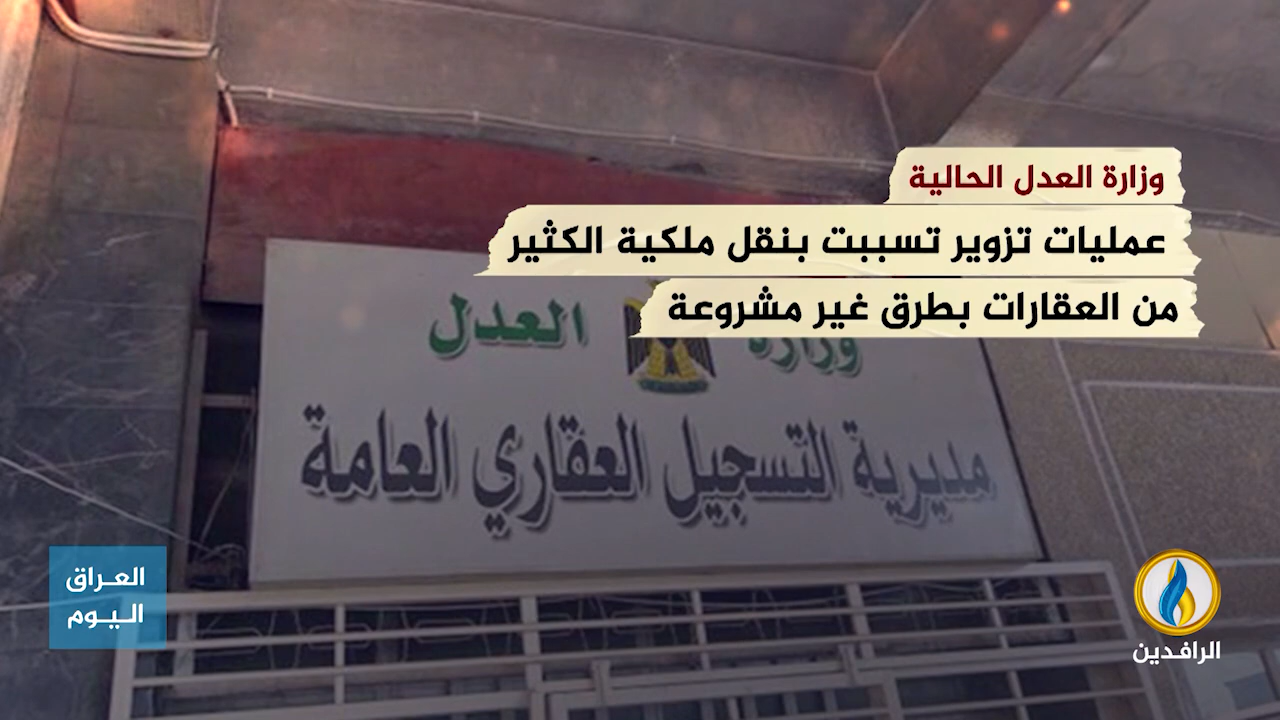 وزارة العدل الحالية
عمليات تزوير تسببت بنقل ملكية الكثير
من العقارات بطرق غير مشروعة
وزارة العدل
مديرية التسجيل العقاري العامة
العراق
اليوم
الرافدين